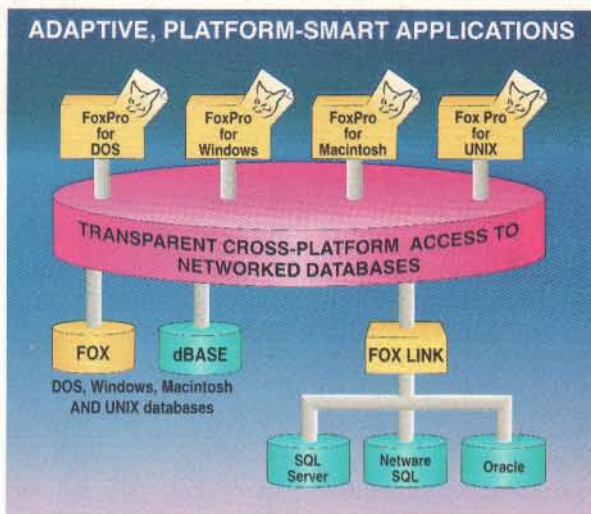 ADAPTIVE, PLATFORM-SMART APPLICATIONS
FoxPro
for
DOS
FoxPro
for
Windows
FoxPro
for
Macintosh
Fox Pro
for
UNIX
TRANSPARENT CROSS-PLATFORM ACCESS TO
NETWORKED DATABASES
FOX
dBASE
FOX LINK
DOS, Windows, Macintosh
AND UNIX databases
SQL
Server
Netware
SQL
Oracle